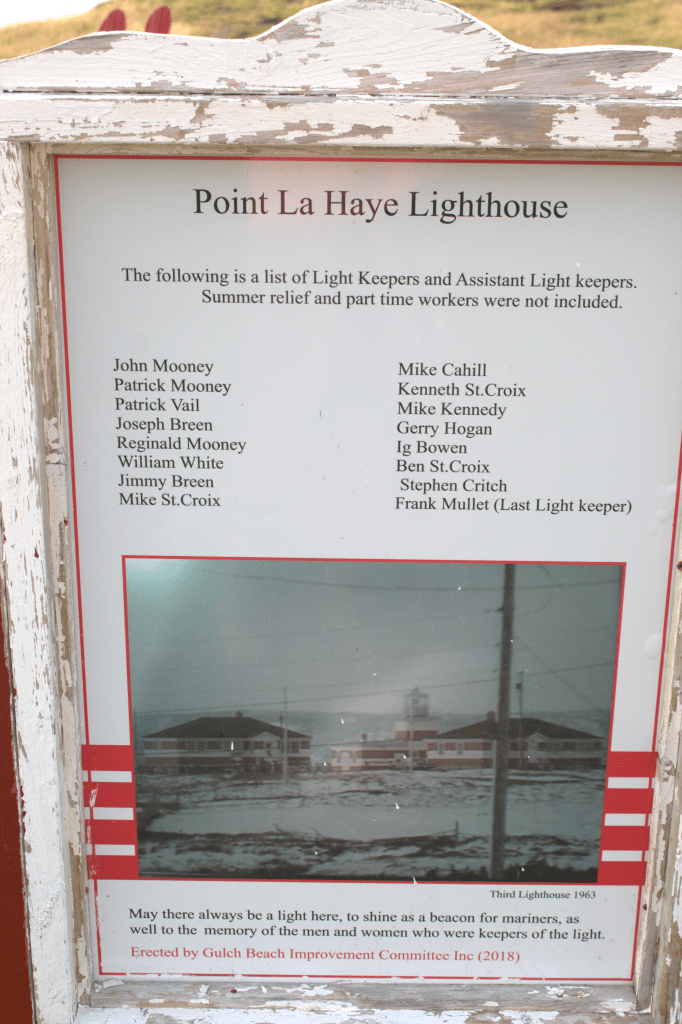 Point La Haye Lighthouse
The following is a list of Light Keepers and Assistant Light keepers.
Summer relief and part time workers were not included.
John Mooney
Patrick Mooney
Patrick Vail
Joseph Breen
Reginald Mooney
William White
Jimmy Breen
Mike St.Croix
Mike Cahill
Kenneth St.Croix
Mike Kennedy
Gerry Hogan
Ig Bowen
Ben St.Croix
Stephen Critch
Frank Mullet (Last Light keeper)
Third Lighthouse 1963
May there always be a light here, to shine as a beacon for mariners, as
well to the memory of the men and women who were keepers of the light.
Erected by Gulch Beach Improvement Committee Inc (2018)